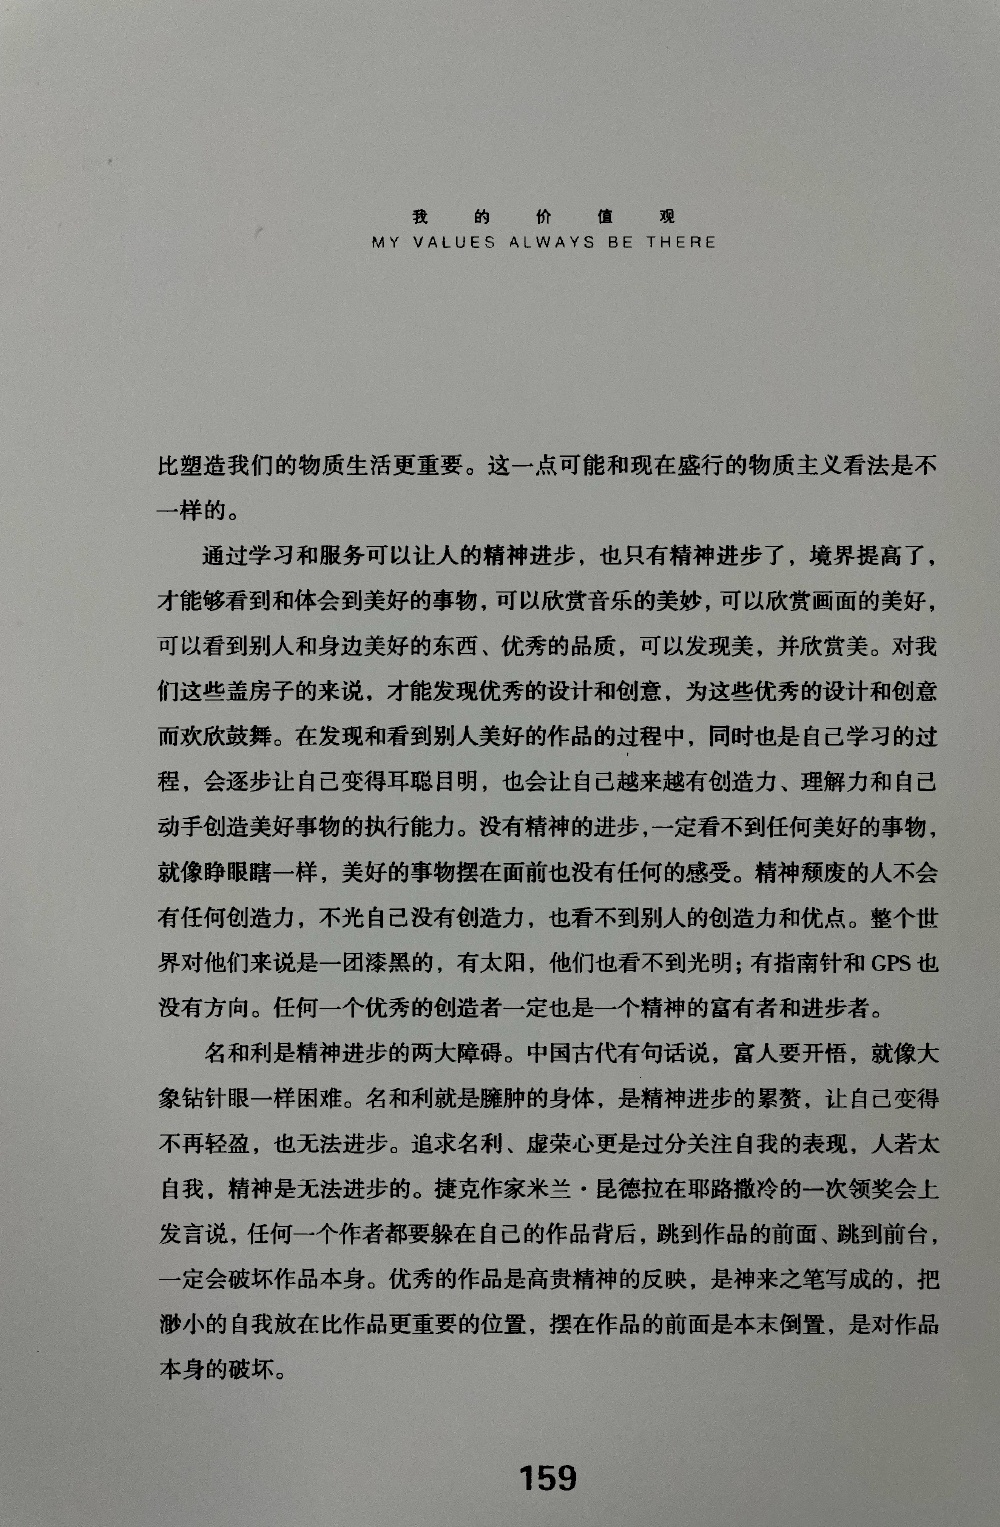 我的价值观
MY VALUES ALWAYS BE THERE
比塑造我们的物质生活更重要。这一点可能和现在盛行的物质主义看法是不
一样的。
通过学习和服务可以让人的精神进步，也只有精神进步了，境界提高了，
才能够看到和体会到美好的事物，可以欣赏音乐的美妙，可以欣赏画面的美好，
可以看到别人和身边美好的东西、优秀的品质，可以发现美，并欣赏美。对我
们这些盖房子的来说，才能发现优秀的设计和创意，为这些优秀的设计和创意
而欢欣鼓舞。在发现和看到别人美好的作品的过程中，同时也是自己学习的过
程，会逐步让自己变得耳聪目明，也会让自己越来越有创造力、理解力和自己
动手创造美好事物的执行能力。没有精神的进步，一定看不到任何美好的事物，
就像睁眼瞎一样，美好的事物摆在面前也没有任何的感受。精神颓废的人不会
有任何创造力，不光自己没有创造力，也看不到别人的创造力和优点。整个世
界对他们来说是一团漆黑的，有太阳，他们也看不到光明；有指南针和 GPS 也
没有方向。任何一个优秀的创造者一定也是一个精神的富有者和进步者。
名和利是精神进步的两大障碍。中国古代有句话说，富人要开悟，就像大
象钻针眼一样困难。名和利就是臃肿的身体，是精神进步的累赘，让自己变得
不再轻盈，也无法进步。追求名利、虚荣心更是过分关注自我的表现，人若太
自我，精神是无法进步的。捷克作家米兰·昆德拉在耶路撒冷的一次领奖会上
发言说，任何一个作者都要躲在自己的作品背后，跳到作品的前面、跳到前台，
一定会破坏作品本身。优秀的作品是高贵精神的反映，是神来之笔写成的，把
渺小的自我放在比作品更重要的位置，摆在作品的前面是本末倒置，是对作品
本身的破坏。
159